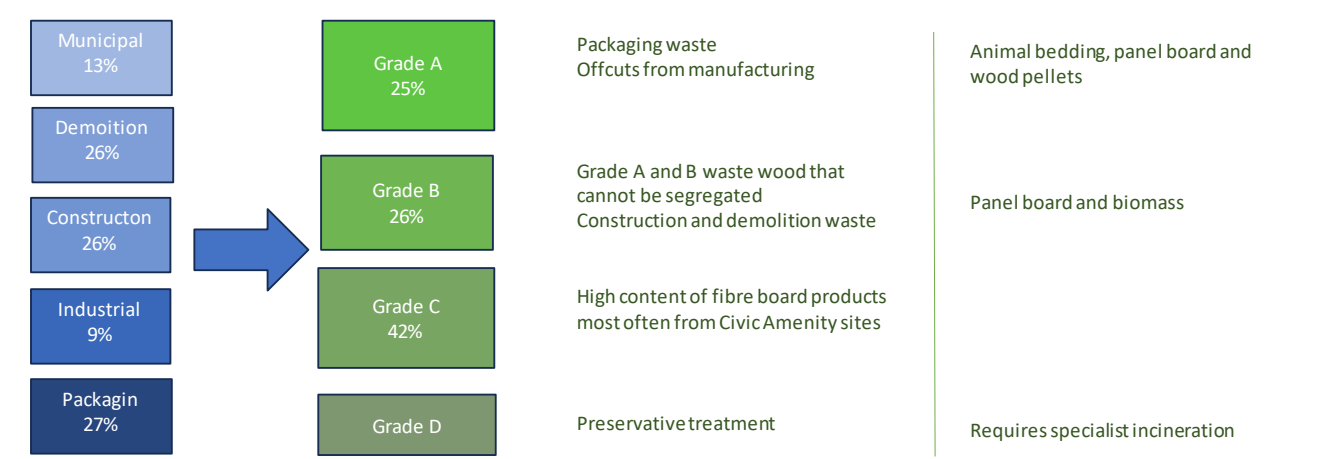 Municipal
13%
Demoition
26%
Constructon
26%
Industrial
9%
Packagin
27%
Grade A
25%
Grade B
26%
Grade C
42%
Grade D
Packaging waste
Offcuts from manufacturing
Grade A and B waste wood that
cannot be segregated
Construction and demolition waste
High content of fibre board products
most often from Civic Amenity sites
Preservative treatment
Animal bedding, panel board and
wood pellets
Panel board and biomass
Requires specialist incineration